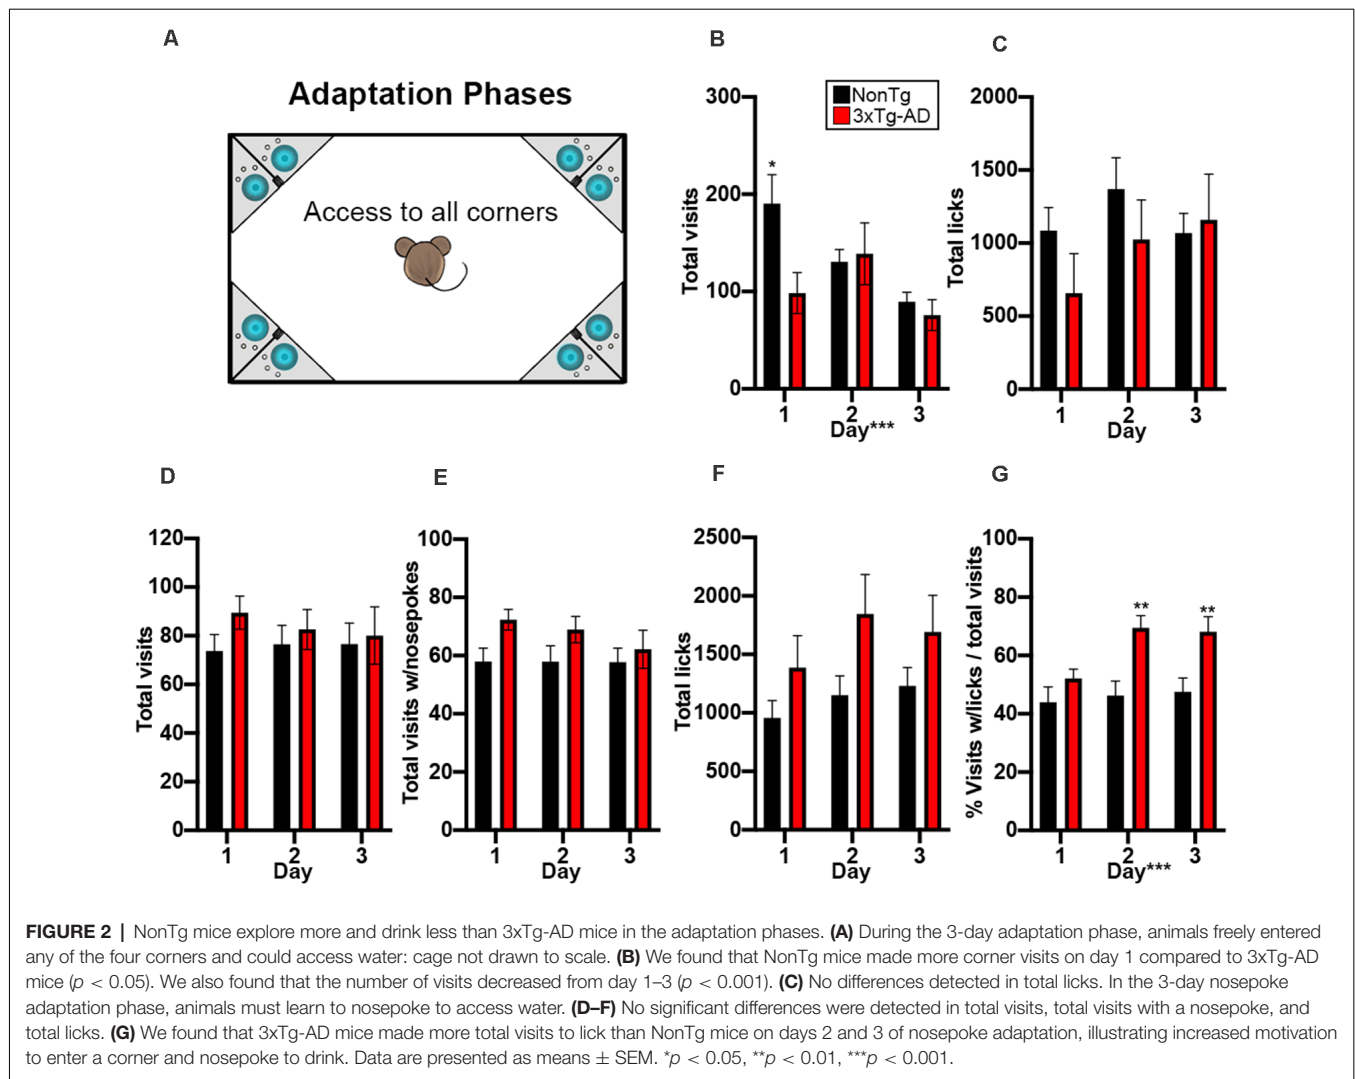 A
Adaptation Phases
Access to all corners
B
NonTg
3xTg-AD
Total visits
300
200
100
0
*
1 2 3
Day***
C
Total licks
2000
1500
1000
500
0
1 2 3
Day
D
Total visits
120
100
80
60
40
20
0
1 2 3
Day
E
Total visits w/nosepokes
100
80
60
40
20
0
1 2 3
Day
F
Total licks
2500
2000
1500
1000
500
0
1 2 3
Day
G
% Visits w/licks / total visits
100
80
60
40
20
0
** **
1 2 3
Day***
FIGURE 2 | NonTg mice explore more and drink less than 3xTg-AD mice in the adaptation phases. (A) During the 3-day adaptation phase, animals freely entered
any of the four corners and could access water: cage not drawn to scale. (B) We found that NonTg mice made more corner visits on day 1 compared to 3xTg-AD
mice (p < 0.05). We also found that the number of visits decreased from day 1–3 (p < 0.001). (C) No differences detected in total licks. In the 3-day nosepoke
adaptation phase, animals must learn to nosepoke to access water. (D–F) No significant differences were detected in total visits, total visits with a nosepoke, and
total licks. (G) We found that 3xTg-AD mice made more total visits to lick than NonTg mice on days 2 and 3 of nosepoke adaptation, illustrating increased motivation
to enter a corner and nosepoke to drink. Data are presented as means ± SEM. *p < 0.05, **p < 0.01, ***p < 0.001.